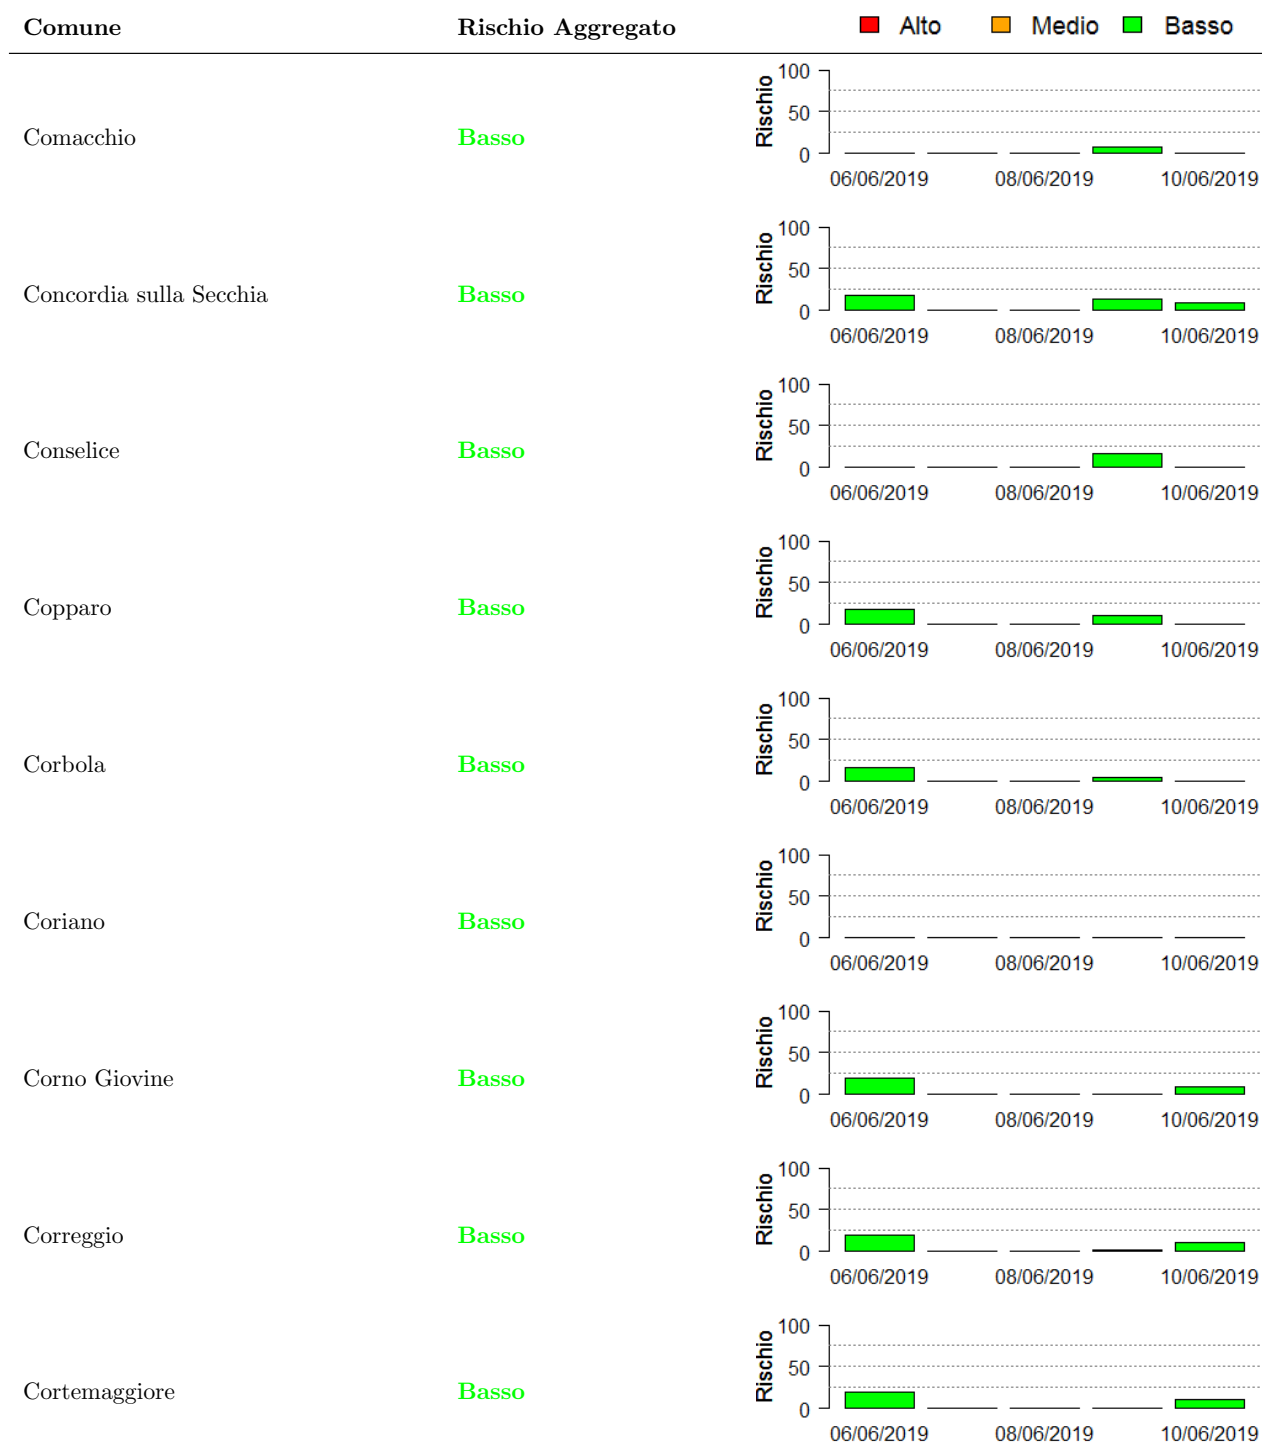 Comune Rischio Aggregato Alto Medio Basso
Comacchio Basso Rischio 100 50 0
06/06/2019 08/06/2019 10/06/2019
Concordia sulla Secchia Basso Rischio 100 50 0
06/06/2019 08/06/2019 10/06/2019
Conselice Basso Rischio 100 50 0
06/06/2019 08/06/2019 10/06/2019
Copparo Basso Rischio 100 50 0
06/06/2019 08/06/2019 10/06/2019
Corbola Basso Rischio 100 50 0
06/06/2019 08/06/2019 10/06/2019
Coriano Basso Rischio 100 50 0
06/06/2019 08/06/2019 10/06/2019
Corno Giovine Basso Rischio 100 50 0
06/06/2019 08/06/2019 10/06/2019
Correggio Basso Rischio 100 50 0
06/06/2019 08/06/2019 10/06/2019
Cortemaggiore Basso Rischio 100 50 0
06/06/2019 08/06/2019 10/06/2019